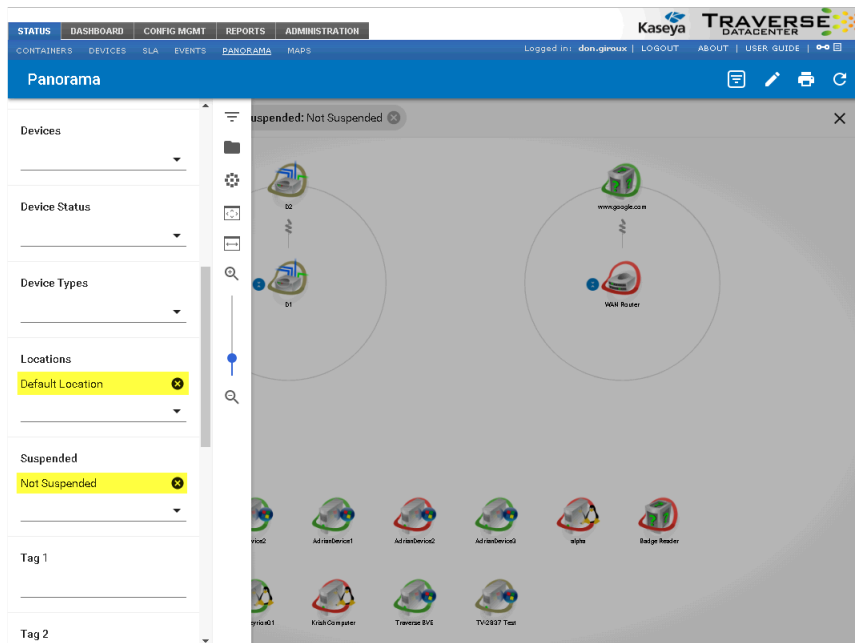 Kaseya TRAVERSE
DATACENTER
STATUS DASHBOARD CONFIG MGMT REPORTS ADMINISTRATION
CONTAINERS DEVICES SLA EVENTS PANORAMA MAPS
Logged in: don.giroux | LOGOUT ABOUT | USER GUIDE |
Panorama
Devices
Device Status
Device Types
Locations
Default Location
Suspended
Not Suspended
Tag 1
Tag 2
uspended: Not Suspended
D2
www.google.com
D1
WAN Router
vice2 AdrianDevice1 AdrianDevice2 AdrianDevice3 alpha Badge Reader
KrishComputer Traverse BVE TV-2837 Test